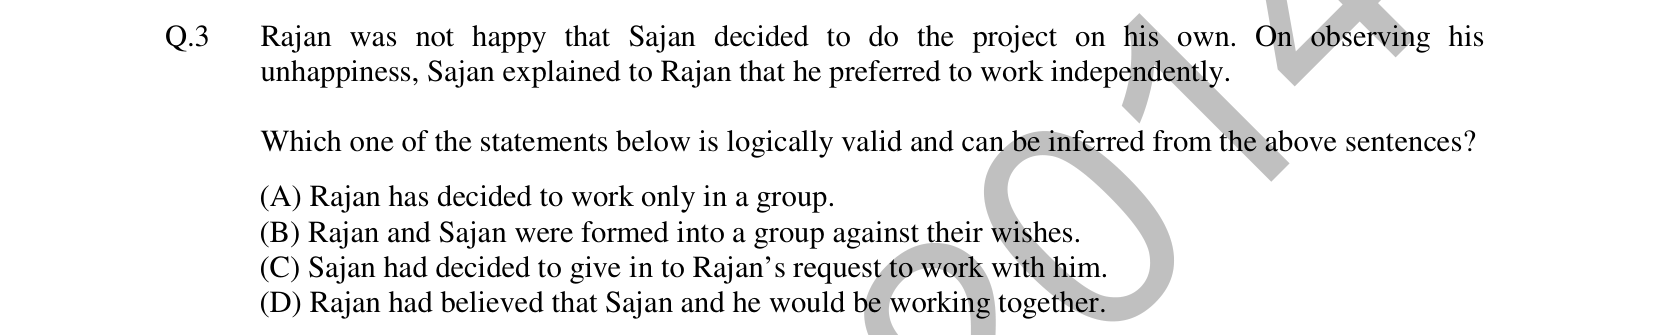 Q.3 Rajan was not happy that Sajan decided to do the project on his own. On observing his
unhappiness, Sajan explained to Rajan that he preferred to work independently.
Which one of the statements below is logically valid and can be inferred from the above sentences?
(A) Rajan has decided to work only in a group.
(B) Rajan and Sajan were formed into a group against their wishes.
(C) Sajan had decided to give in to Rajan's request to work with him.
(D) Rajan had believed that Sajan and he would be working together.
2014